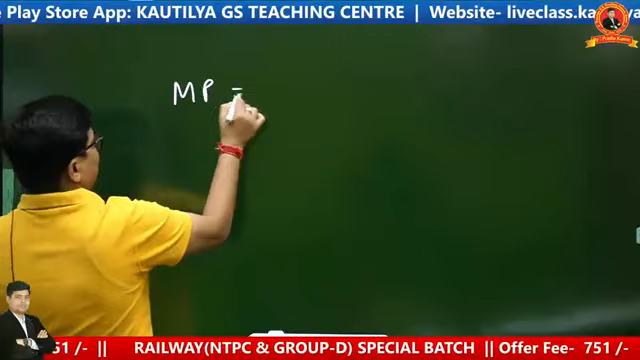 e Play Store App: KAUTILYA GS TEACHING CENTRE | Website- liveclass.ka
MP =
51 /- || RAILWAY(NTPC & GROUP-D) SPECIAL BATCH || Offer Fee- 751 /-